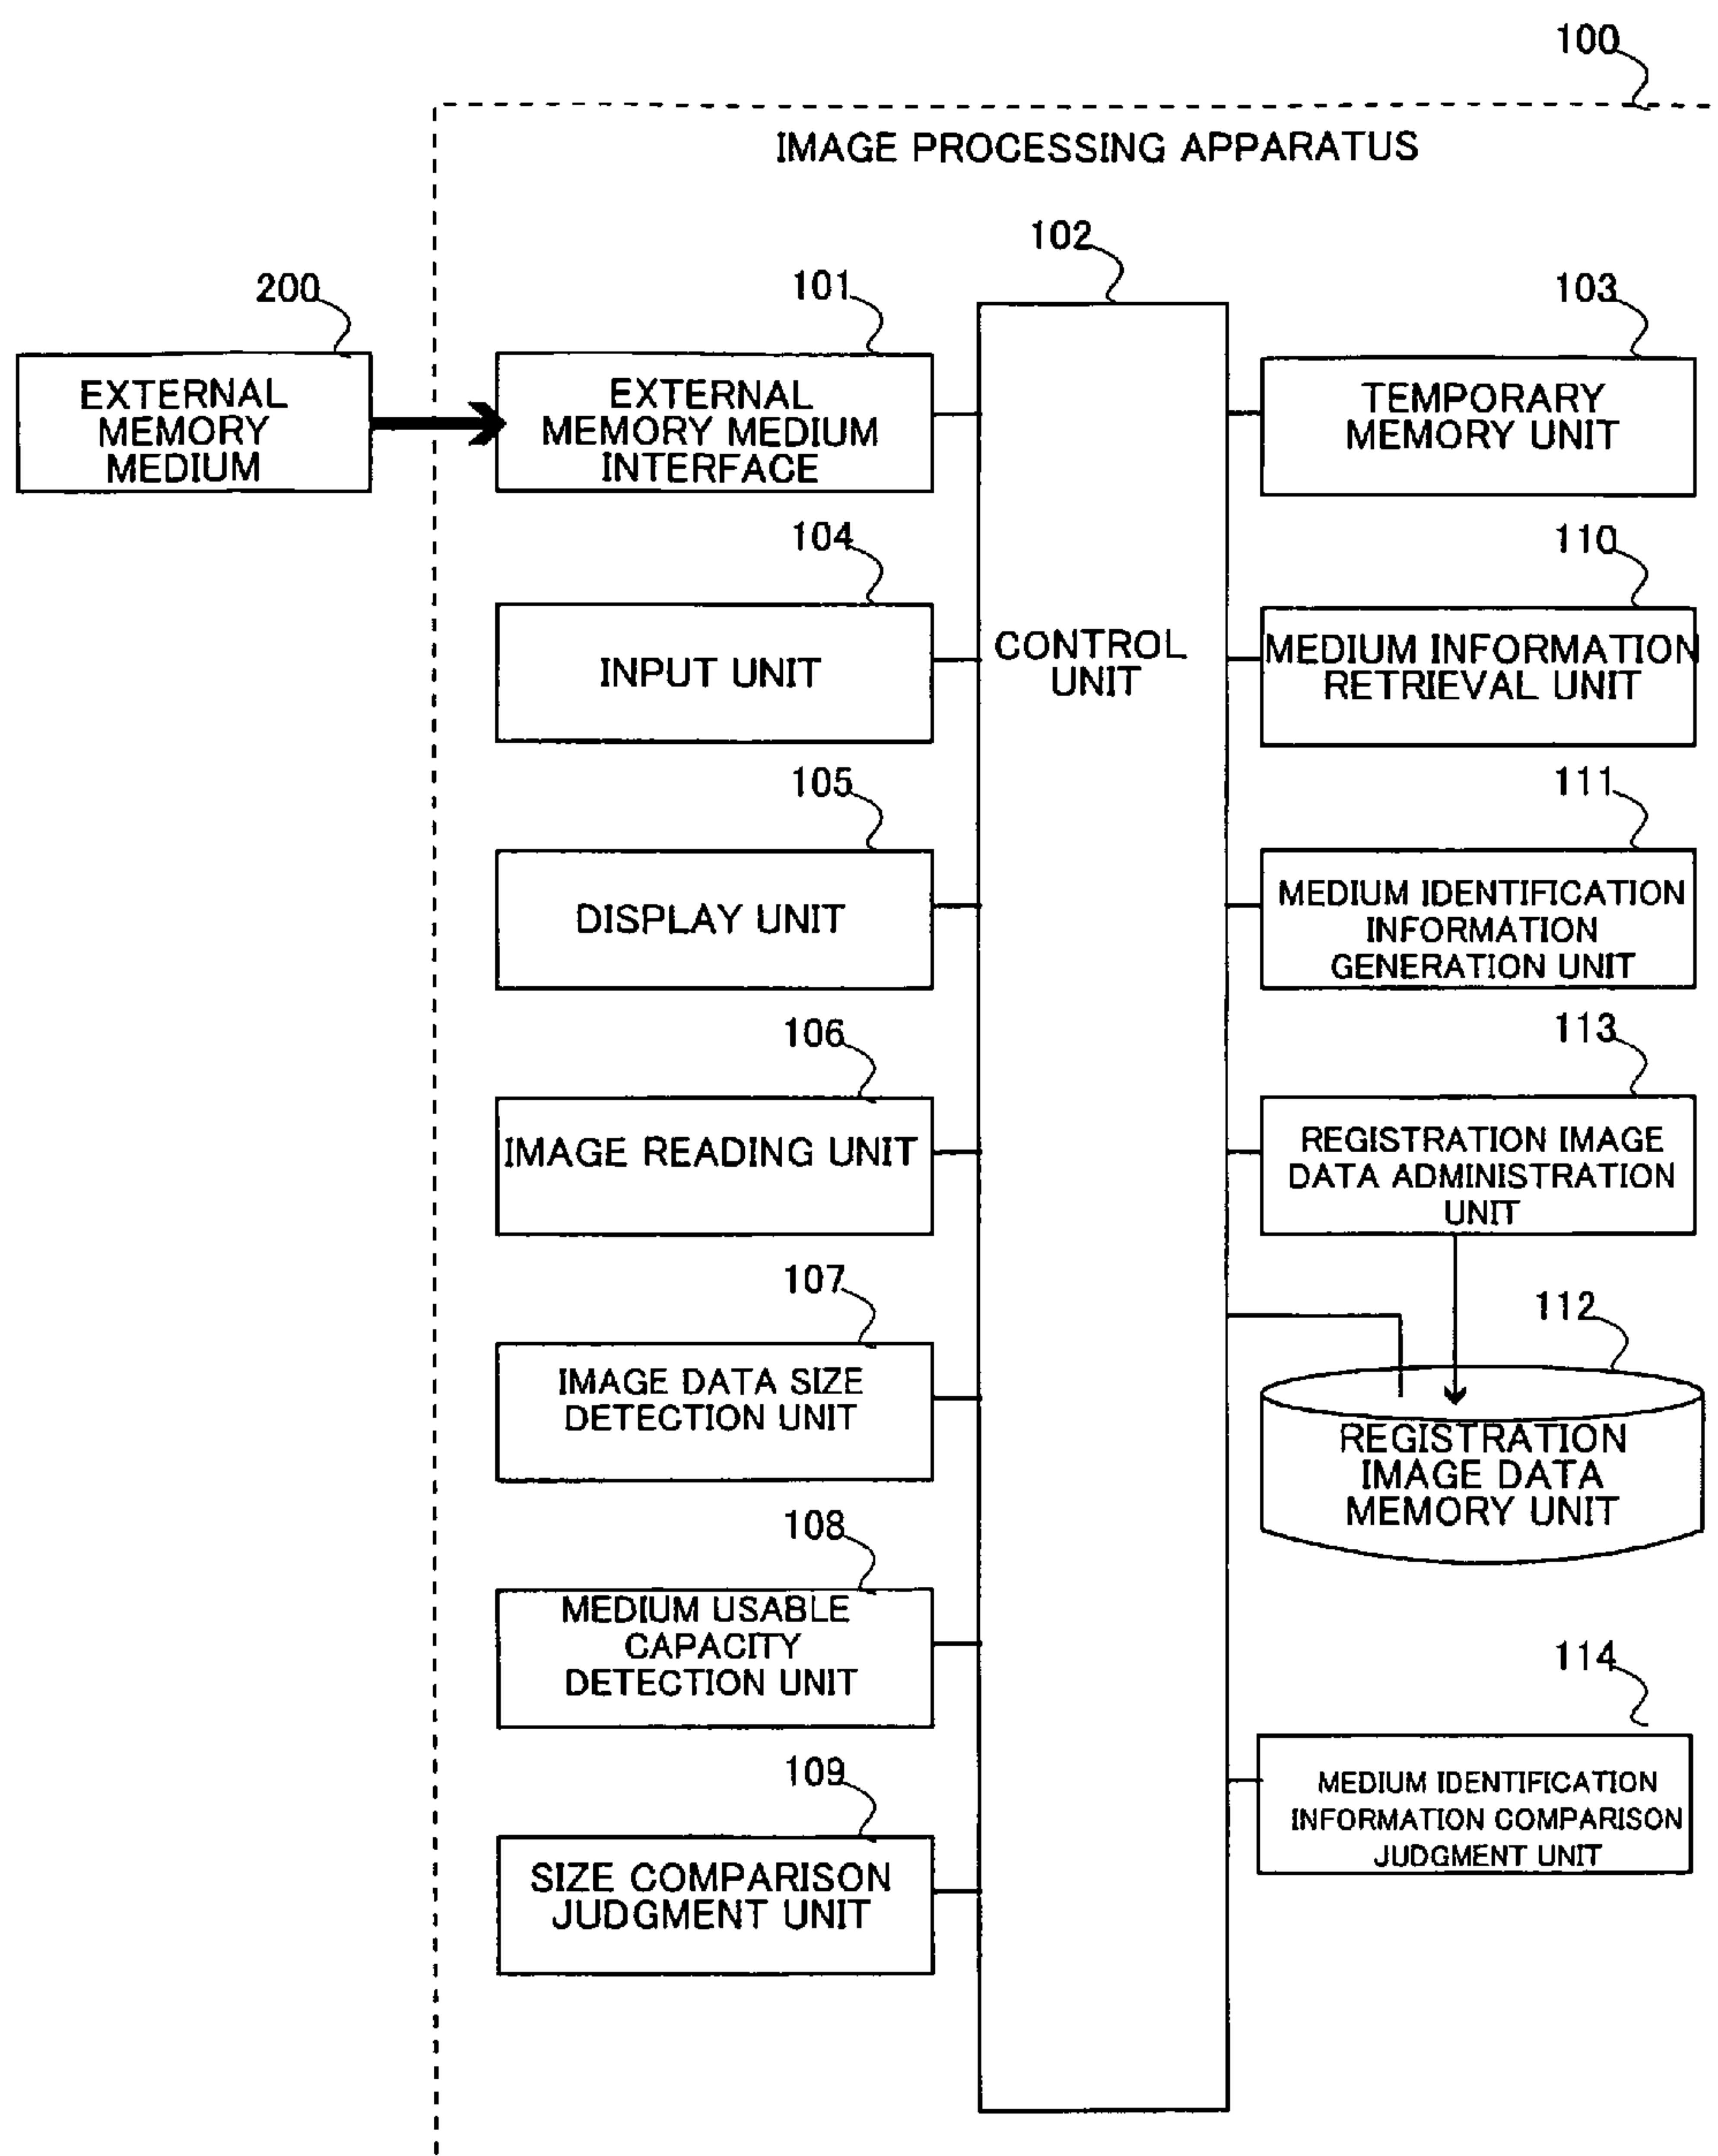 100
IMAGE PROCESSING APPARATUS
102
200
101
103
EXTERNAL
MEMORY
MEDIUM
EXTERNAL
MEMORY MEDIUM
INTERFACE
TEMPORARY
MEMORY UNIT
104
110
INPUT UNIT
CONTROL
UNIT
MEDIUM INFORMATION
RETRIEVAL UNIT
105
111
DISPLAY UNIT
MEDIUM IDENTIFICATION
INFORMATION
GENERATION UNIT
106
113
IMAGE READING UNIT
REGISTRATION IMAGE
DATA ADMINISTRATION
UNIT
107
112
IMAGE DATA SIZE
DETECTION UNIT
REGISTRATION
IMAGE DATA
MEMORY UNIT
108
MEDIUM USABLE
CAPACITY
DETECTION UNIT
114
109
SIZE COMPARISON
JUDGMENT UNIT
MEDIUM IDENTIFICATION
INFORMATION COMPARISON
JUDGMENT UNIT